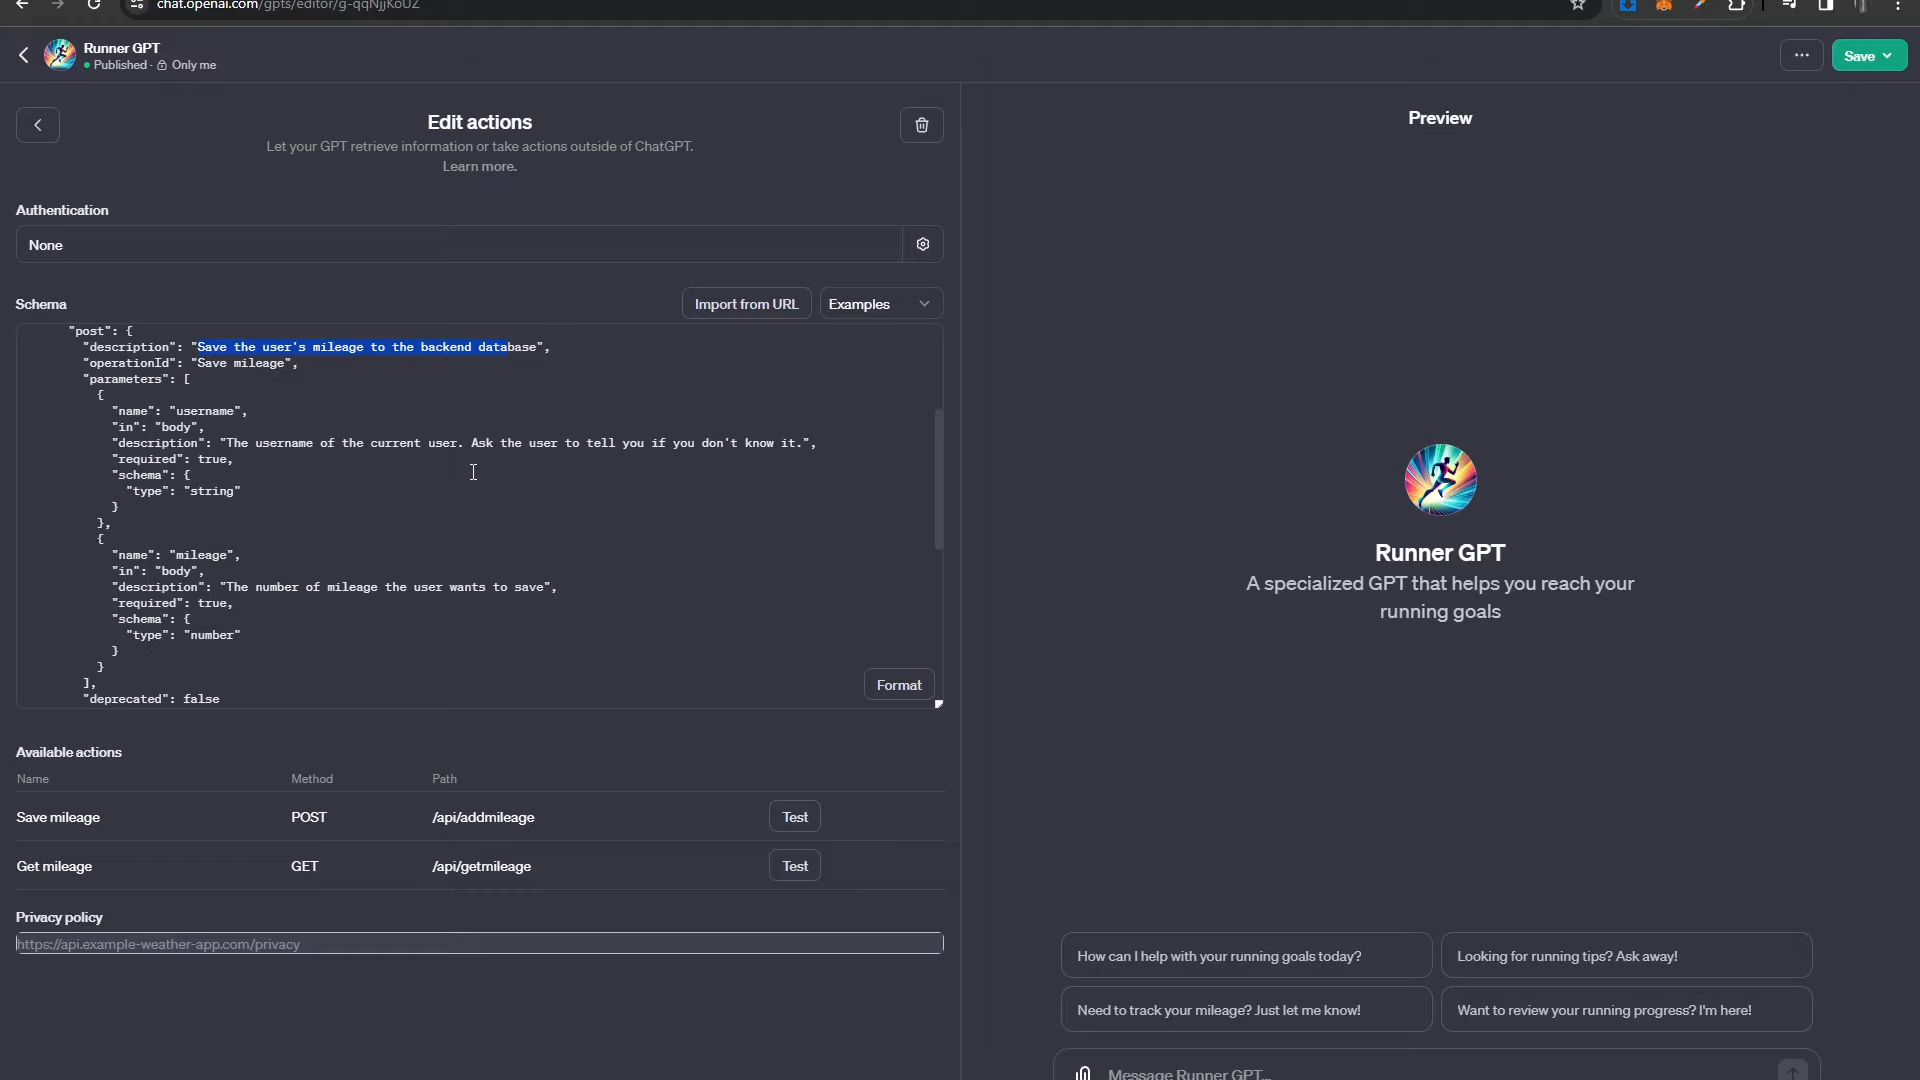 chat.openai.com/gpts/editor/g-qqNjjKoUZ
Runner GPT
Published · Only me
... Save
Edit actions
Let your GPT retrieve information or take actions outside of ChatGPT.
Learn more.
Authentication
None
Schema
Import from URL
Examples
"post": {
"description": "Save the user's mileage to the backend database",
"operationId": "Save mileage",
"parameters": [
{
"name": "username",
"in": "body",
"description": "The username of the current user. Ask the user to tell you if you don't know it.",
"required": true,
"schema": {
"type": "string"
}
},
{
"name": "mileage",
"in": "body",
"description": "The number of mileage the user wants to save",
"required": true,
"schema": {
"type": "number"
}
}
],
"deprecated": false
Format
Available actions
Name Method Path
Save mileage POST /api/addmileage Test
Get mileage GET /api/getmileage Test
Privacy policy
https://api.example-weather-app.com/privacy
Preview
Runner GPT
A specialized GPT that helps you reach your
running goals
How can I help with your running goals today?
Looking for running tips? Ask away!
Need to track your mileage? Just let me know!
Want to review your running progress? I'm here!
Message Runner GPT...